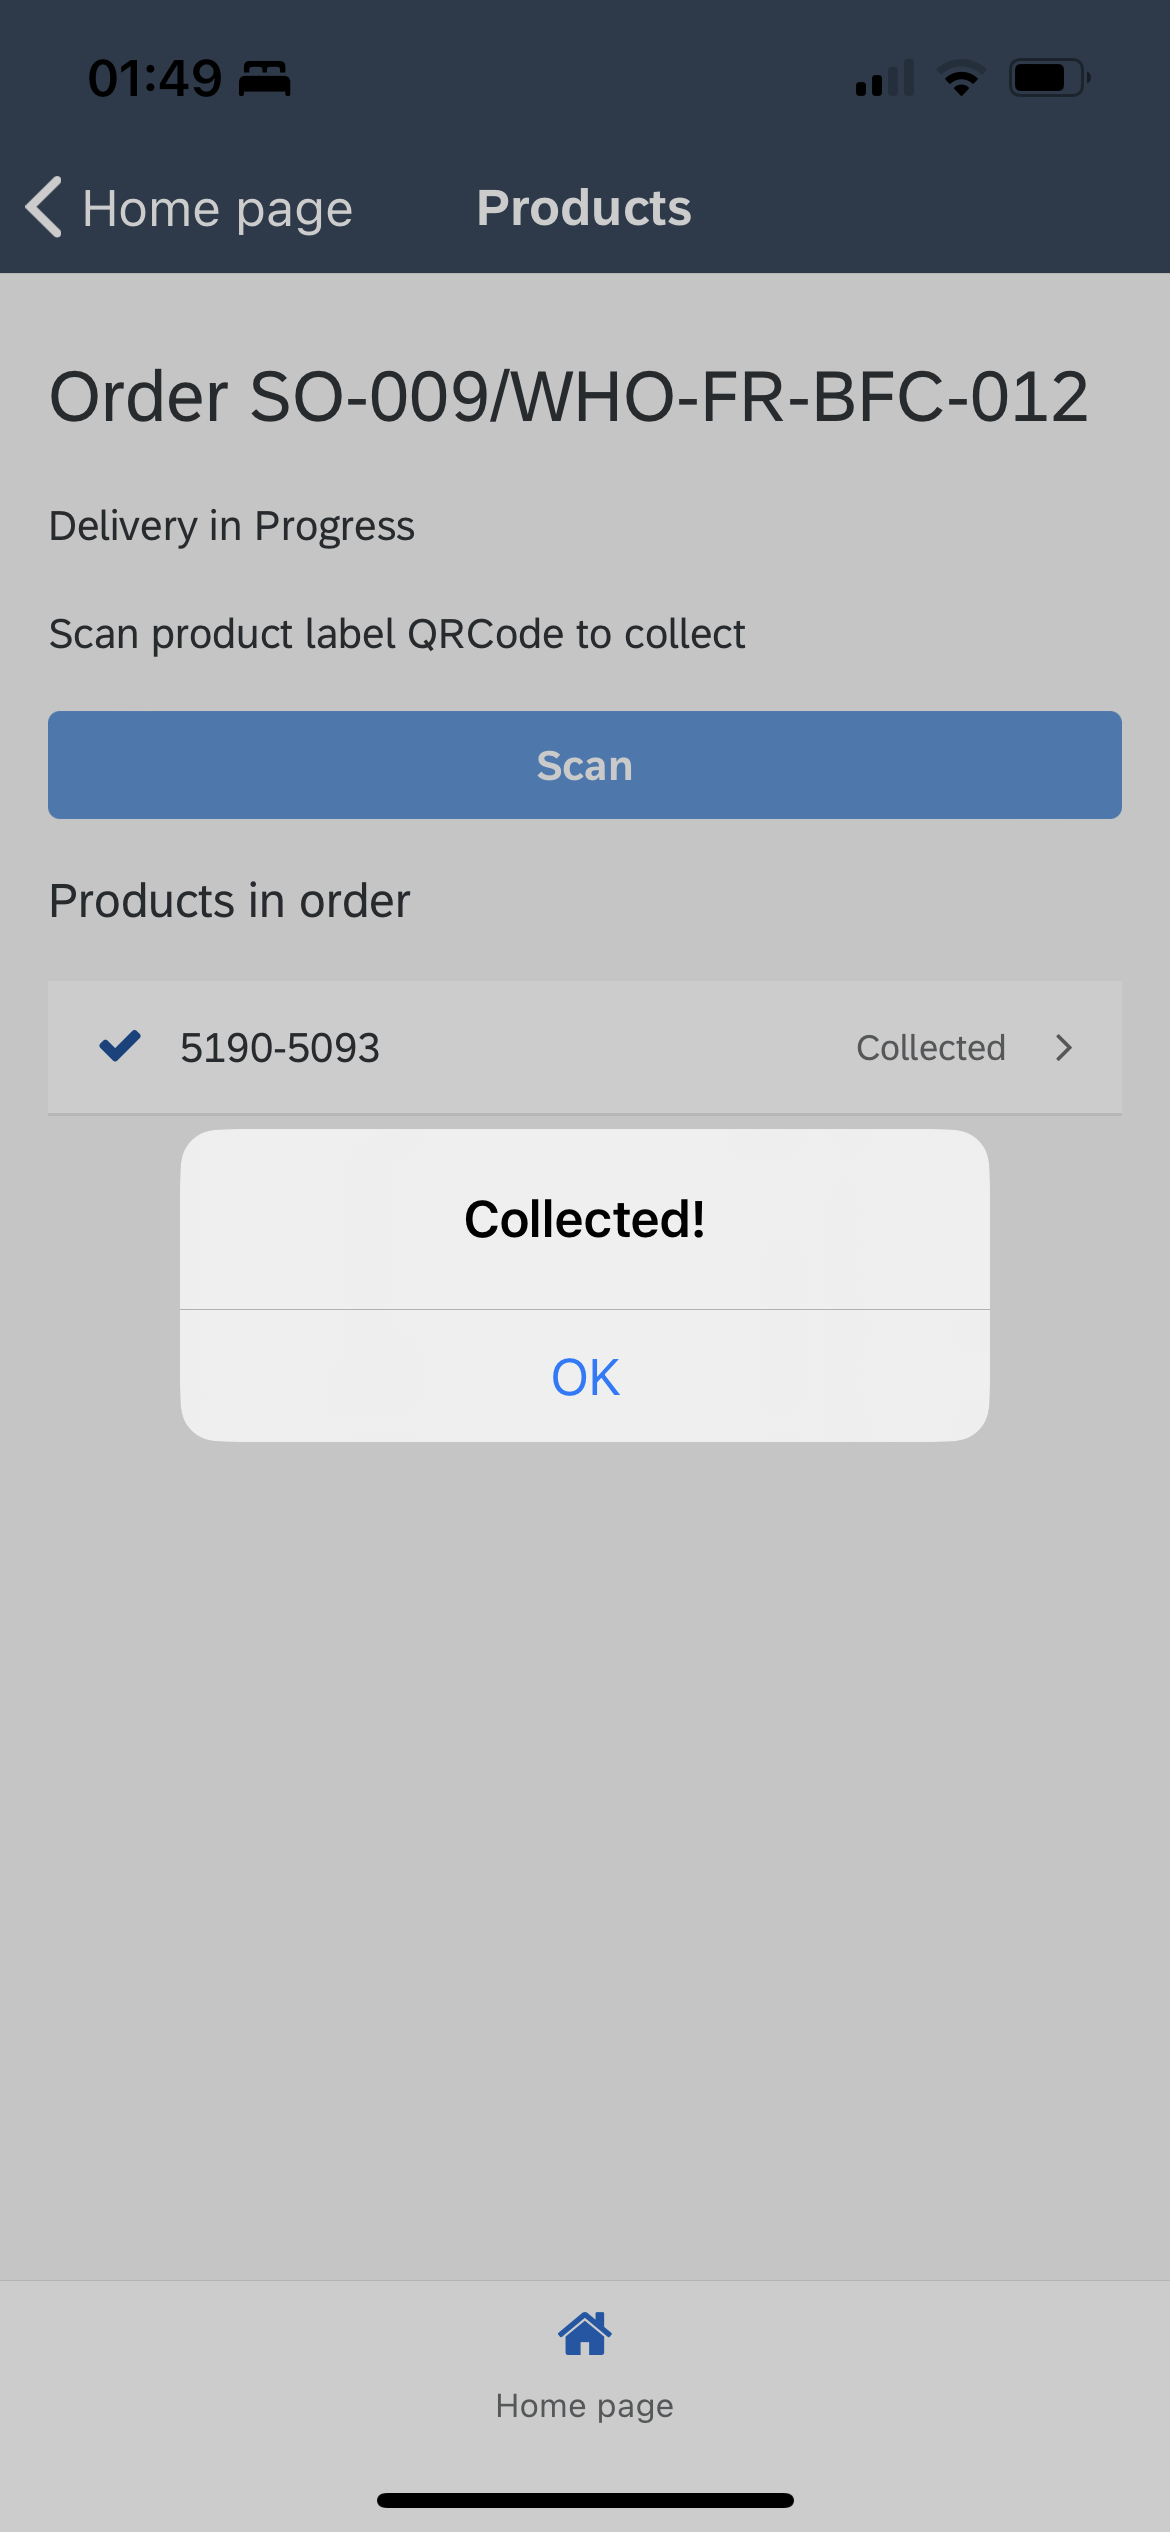 01:49
Home page
Products
Order SO-009/WHO-FR-BFC-012
Delivery in Progress
Scan product label QRCode to collect
Scan
Products in order
5190-5093
Collected
Collected!
OK
Home page